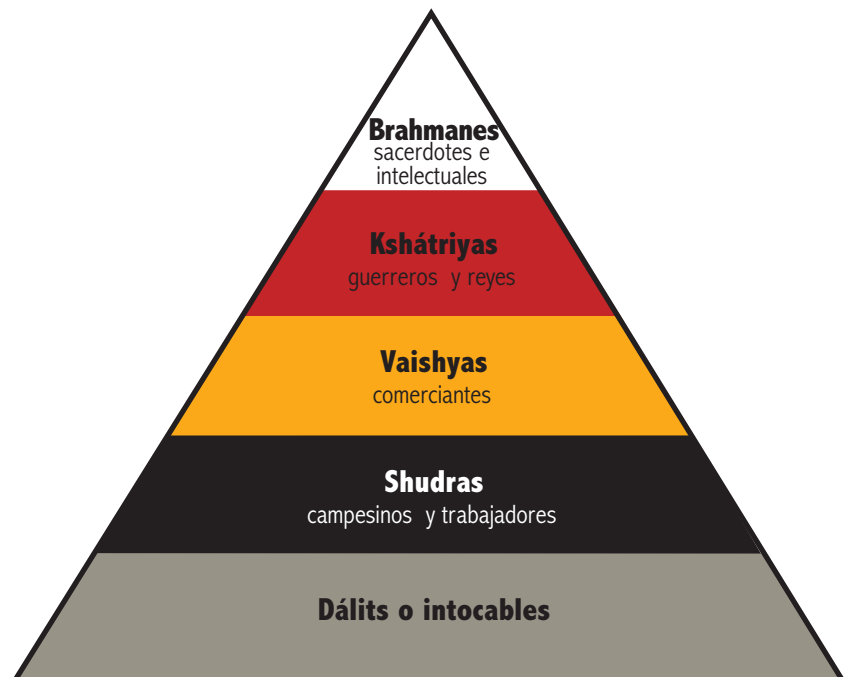 Brahmanes
sacerdotes e
intelectuales
Kshátriyas
guerreros y reyes
Vaishyas
comerciantes
Shudras
campesinos y trabajadores
Dálits o intocables